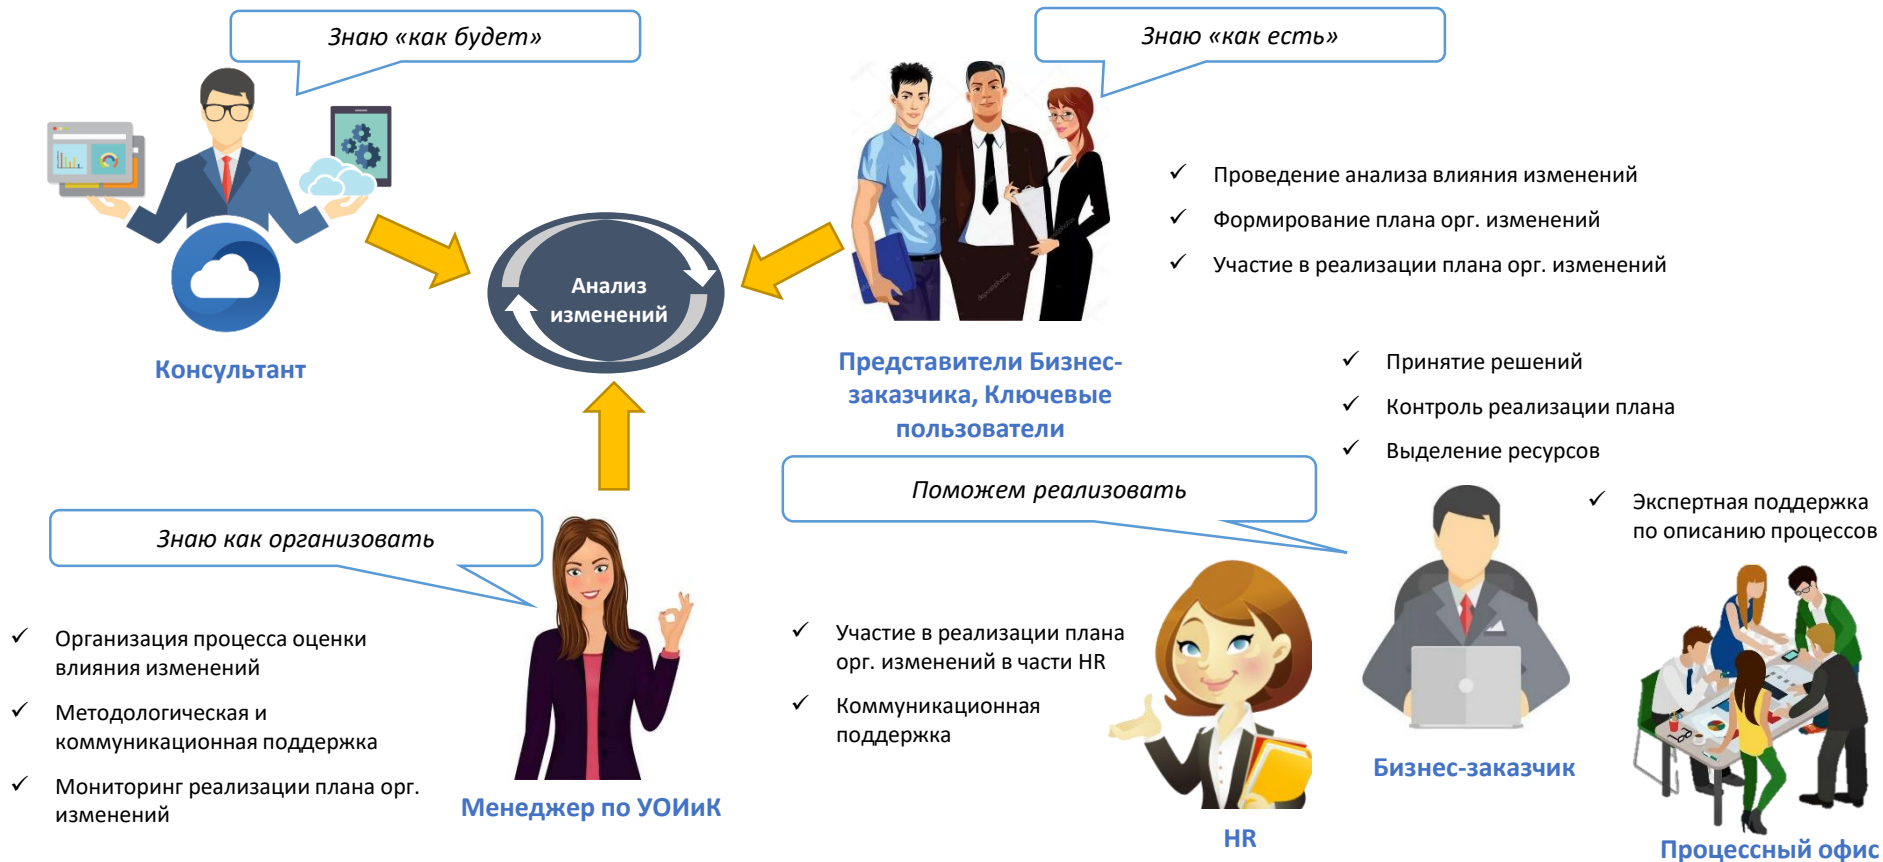 Знаю «как будет»
Знаю «как есть»
Консультант
Анализ
изменений
✓ Проведение анализа влияния изменений
✓ Формирование плана орг. изменений
✓ Участие в реализации плана орг. изменений
Представители Бизнес-
заказчика, Ключевые
пользователи
✓ Принятие решений
✓ Контроль реализации плана
✓ Выделение ресурсов
Поможем реализовать
✓ Экспертная поддержка
по описанию процессов
Знаю как организовать
✓ Организация процесса оценки
влияния изменений
✓ Методологическая и
коммуникационная поддержка
✓ Мониторинг реализации плана орг.
изменений
Менеджер по УОИиК
✓ Участие в реализации плана
орг. изменений в части HR
✓ Коммуникационная
поддержка
HR
Бизнес-заказчик
Процессный офис